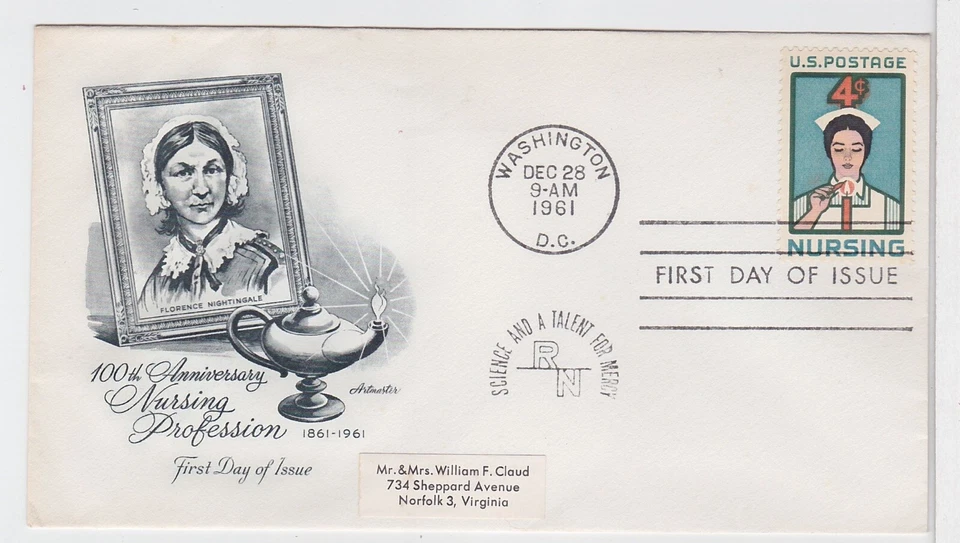 FLORENCE NIGHTINGALE
100th Anniversary
Nursing
Profession 1861-1961
Artmaster
First Day of Issue
WASHINGTON
DEC 28
9-AM
1961
D.C.
U.S. POSTAGE
4¢
NURSING
FIRST DAY OF ISSUE
SCIENCE AND A TALENT FOR MERCY
RN
Mr. & Mrs. William F. Claud
734 Sheppard Avenue
Norfolk 3, Virginia